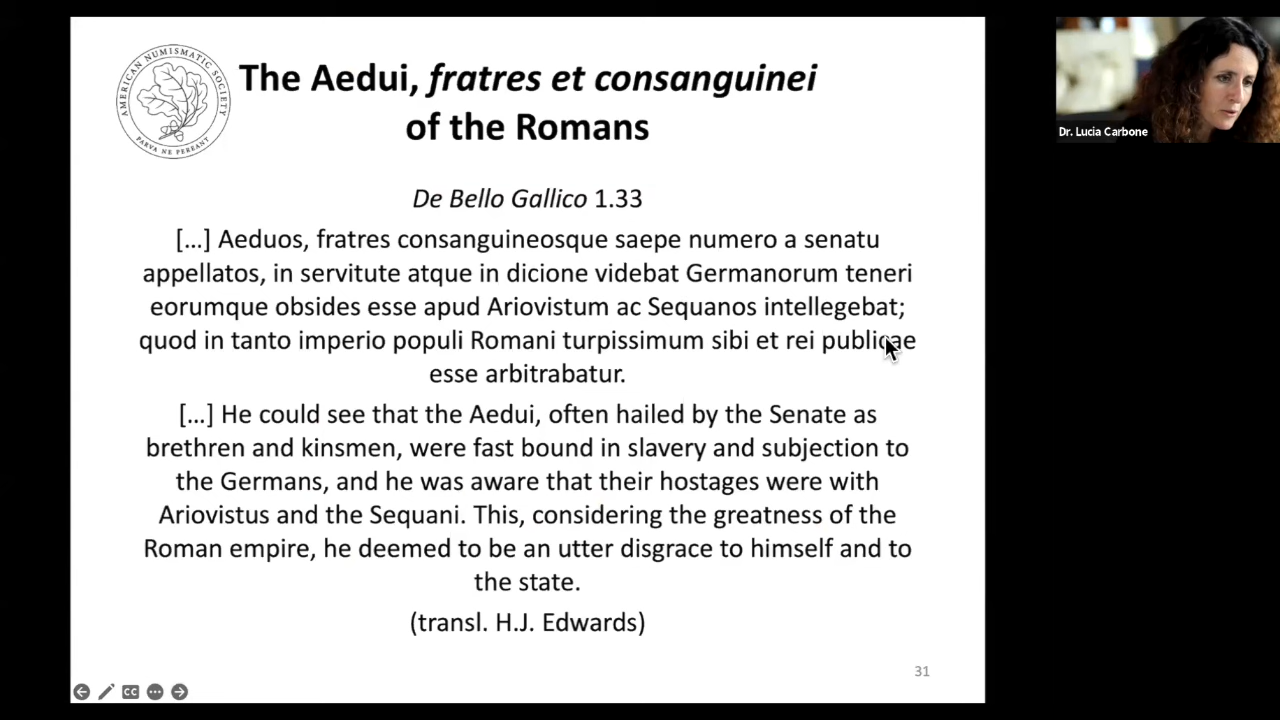 AMERICAN NUMISMATIC SOCIETY
PARVA NE PEREANT
The Aedui, fratres et consanguinei
of the Romans
De Bello Gallico 1.33
[…] Aeduos, fratres consanguineosque saepe numero a senatu
appellatos, in servitute atque in dicione videbat Germanorum teneri
eorumque obsides esse apud Ariovistum ac Sequanos intellegebat;
quod in tanto imperio populi Romani turpissimum sibi et rei publicae
esse arbitrabatur.
[…] He could see that the Aedui, often hailed by the Senate as
brethren and kinsmen, were fast bound in slavery and subjection to
the Germans, and he was aware that their hostages were with
Ariovistus and the Sequani. This, considering the greatness of the
Roman empire, he deemed to be an utter disgrace to himself and to
the state.
(transl. H.J. Edwards)
31
CC
Dr. Lucia Carbone